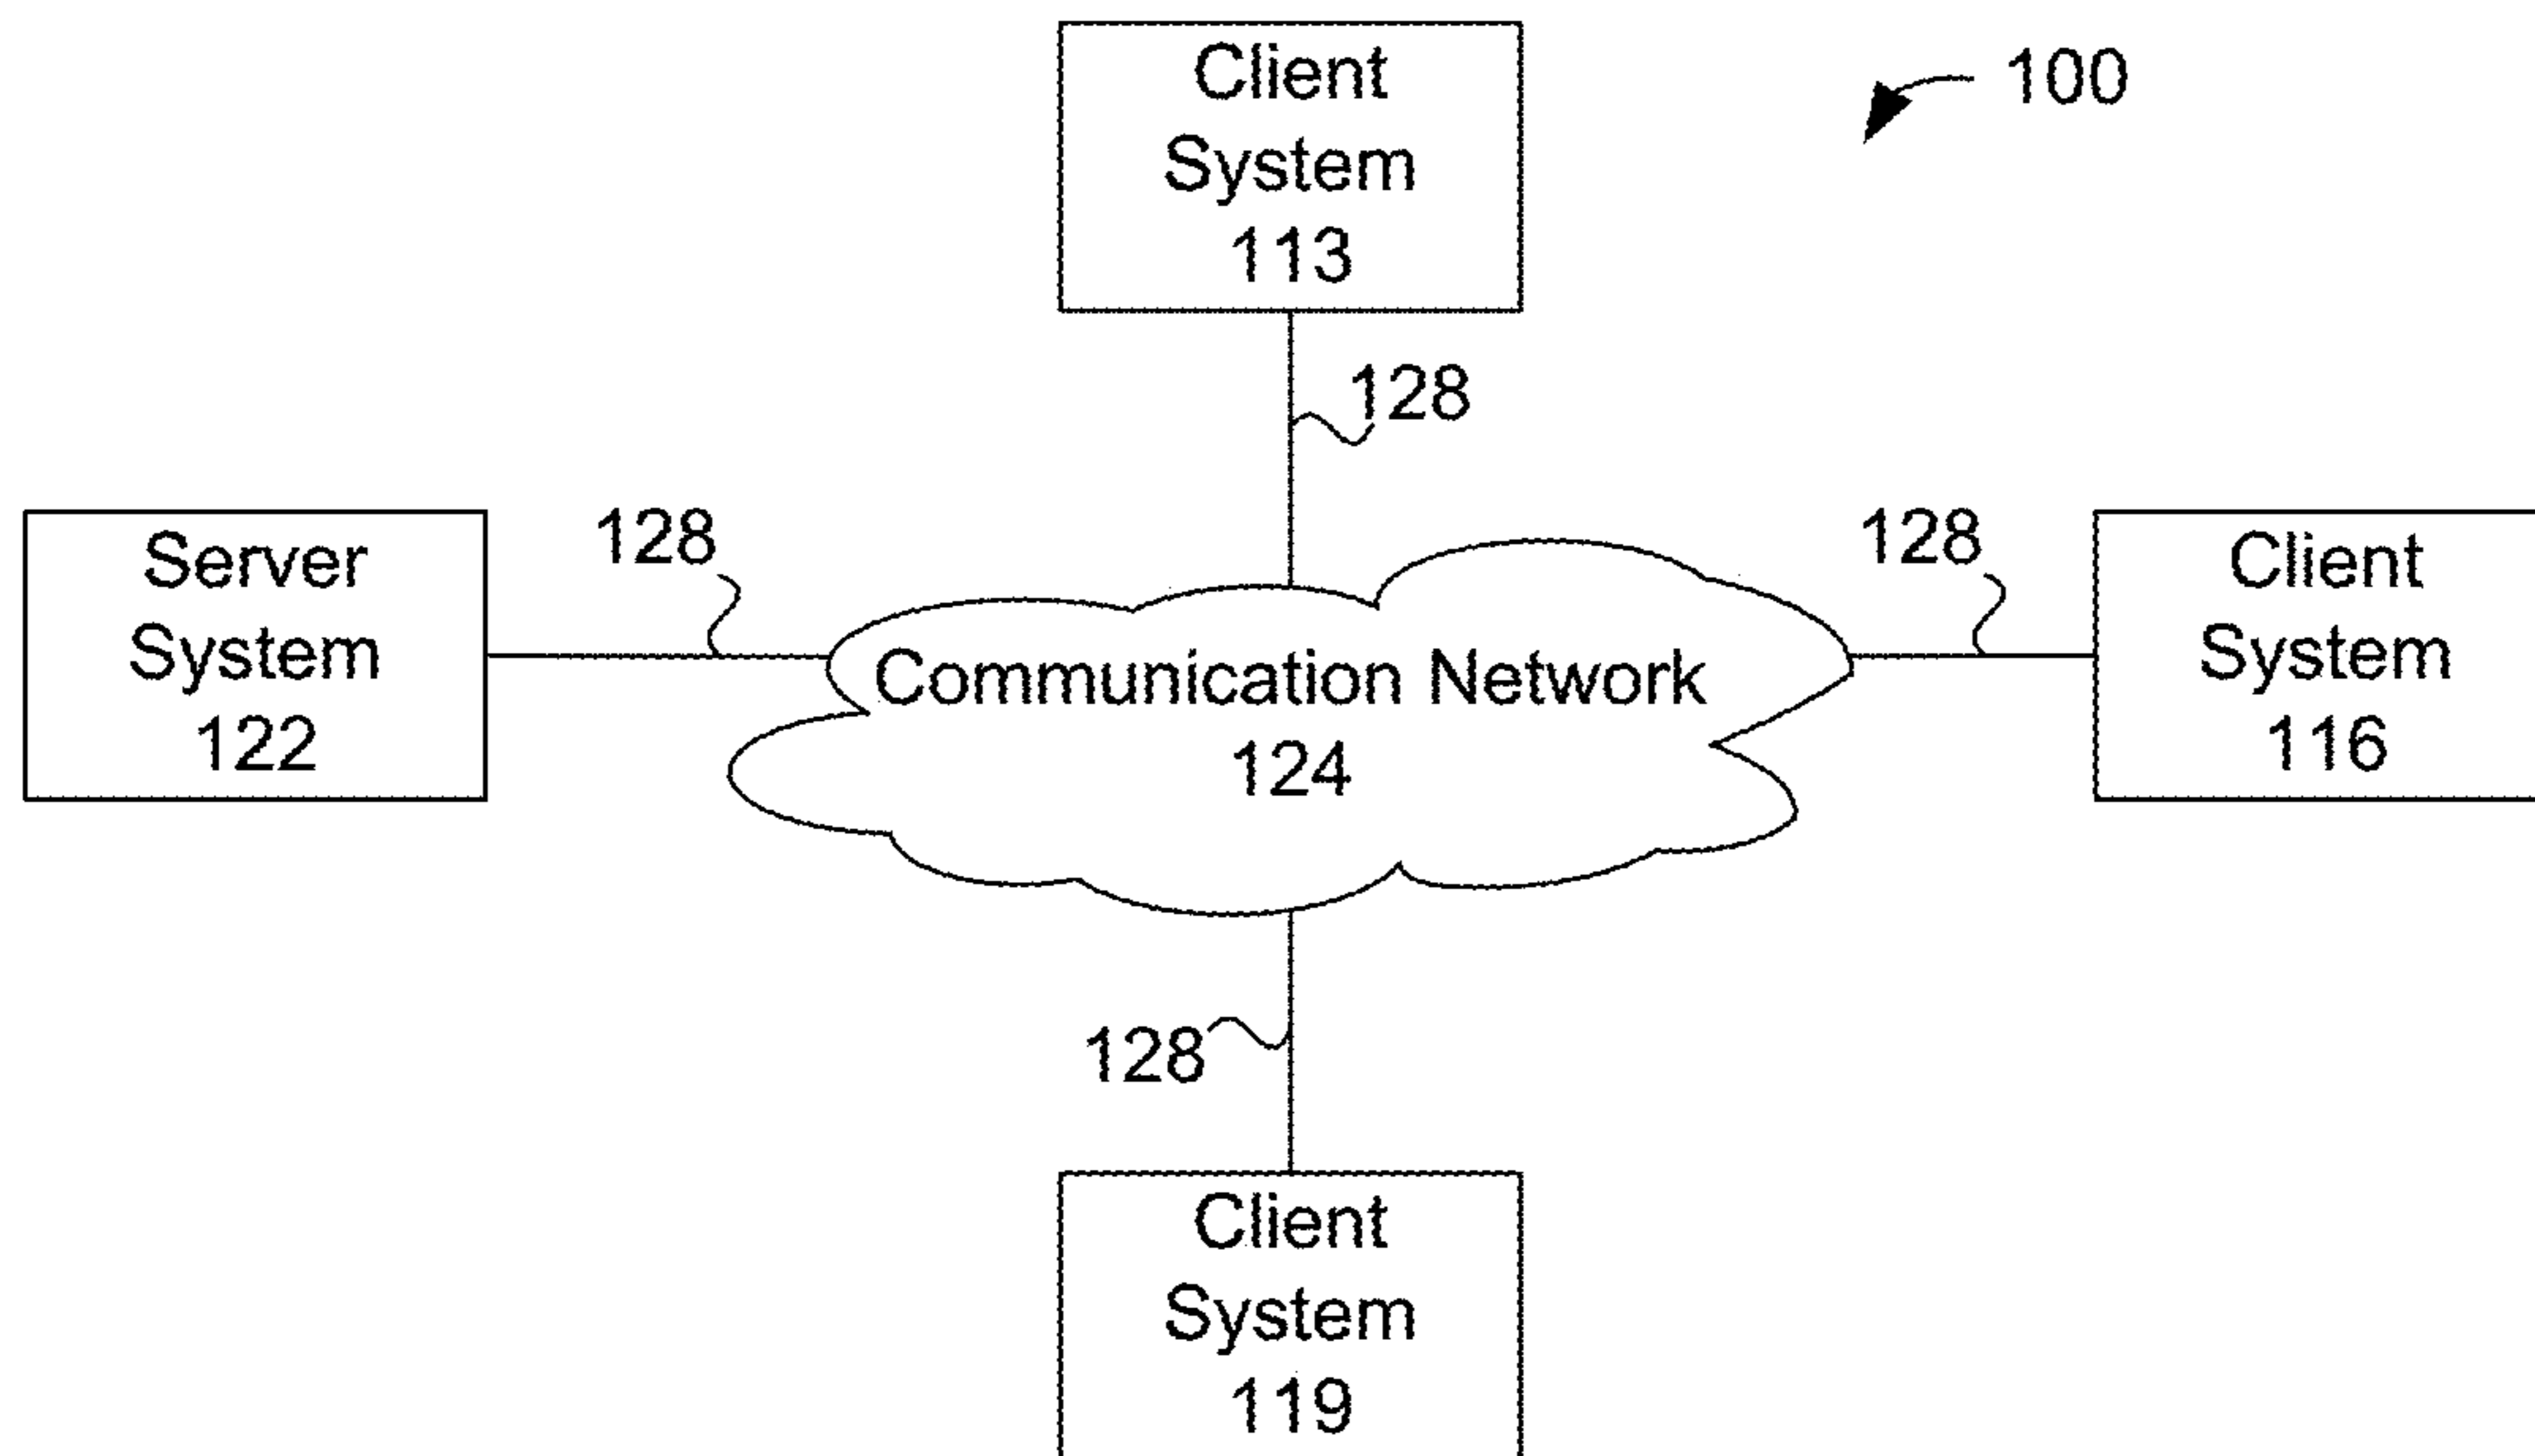 Client
System
113
100
128
Server
System
122
128
128
Client
System
116
Communication Network
124
128
Client
System
119